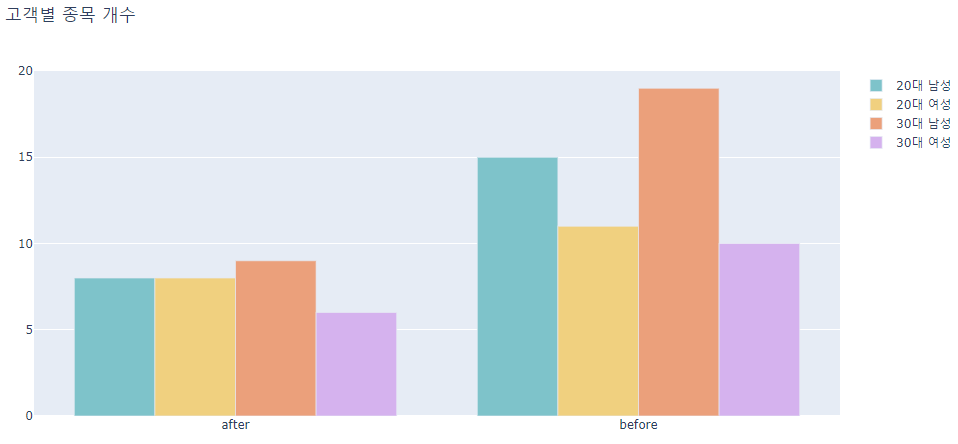 고객별 종목 개수
20
15
10
5
0
after
before
20대 남성
20대 여성
30대 남성
30대 여성